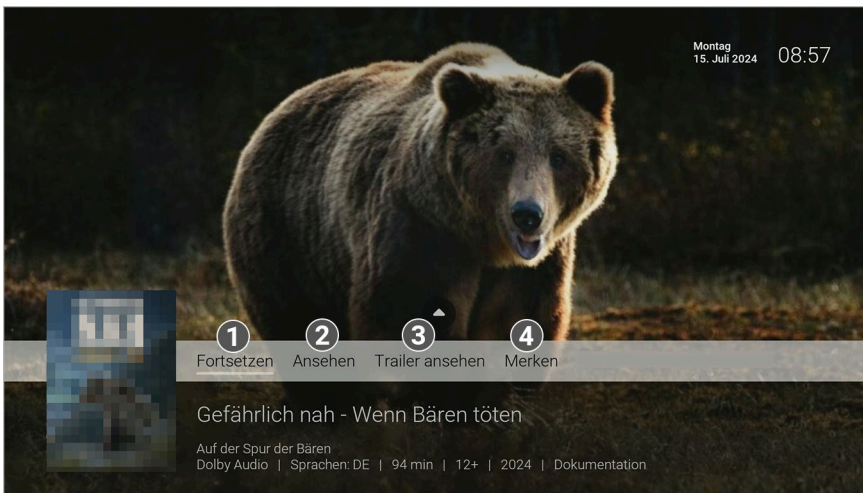 Montag
15. Juli 2024
08:57
1 2 3 4
Fortsetzen Ansehen Trailer ansehen Merken
Gefährlich nah - Wenn Bären töten
Auf der Spur der Bären
Dolby Audio | Sprachen: DE | 94 min | 12+ | 2024 | Dokumentation